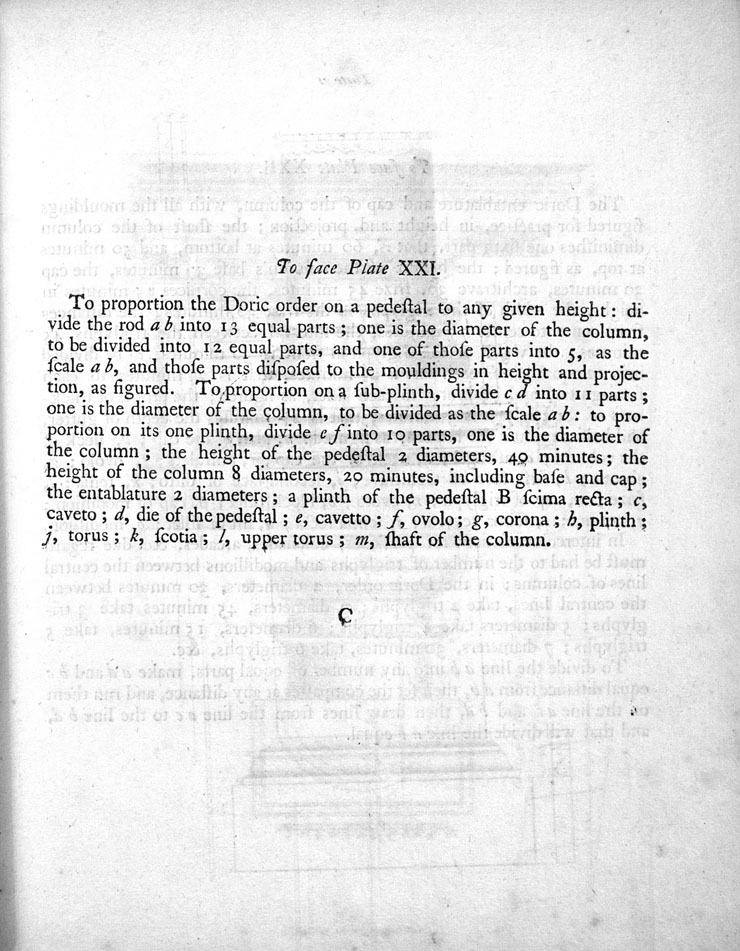 To face Plate XXI.
To proportion the Doric order on a pedeſtal to any given height: di-
vide the rod a b into 13 equal parts; one is the diameter of the column,
to be divided into 12 equal parts, and one of thoſe parts into 5, as the
ſcale a b, and thoſe parts diſpoſed to the mouldings in height and projec-
tion, as figured. To proportion on a ſub-plinth, divide c d into 11 parts;
one is the diameter of the column, to be divided as the ſcale a b: to pro-
portion on its one plinth, divide e f into 10 parts, one is the diameter of
the column; the height of the pedeſtal 2 diameters, 40 minutes; the
height of the column 8 diameters, 20 minutes, including baſe and cap;
the entablature 2 diameters; a plinth of the pedeſtal B ſcima recta; c,
caveto; d, die of the pedeſtal; e, cavetto; f, ovolo; g, corona; h, plinth;
j, torus; k, ſcotia; l, upper torus; m, ſhaft of the column.
C